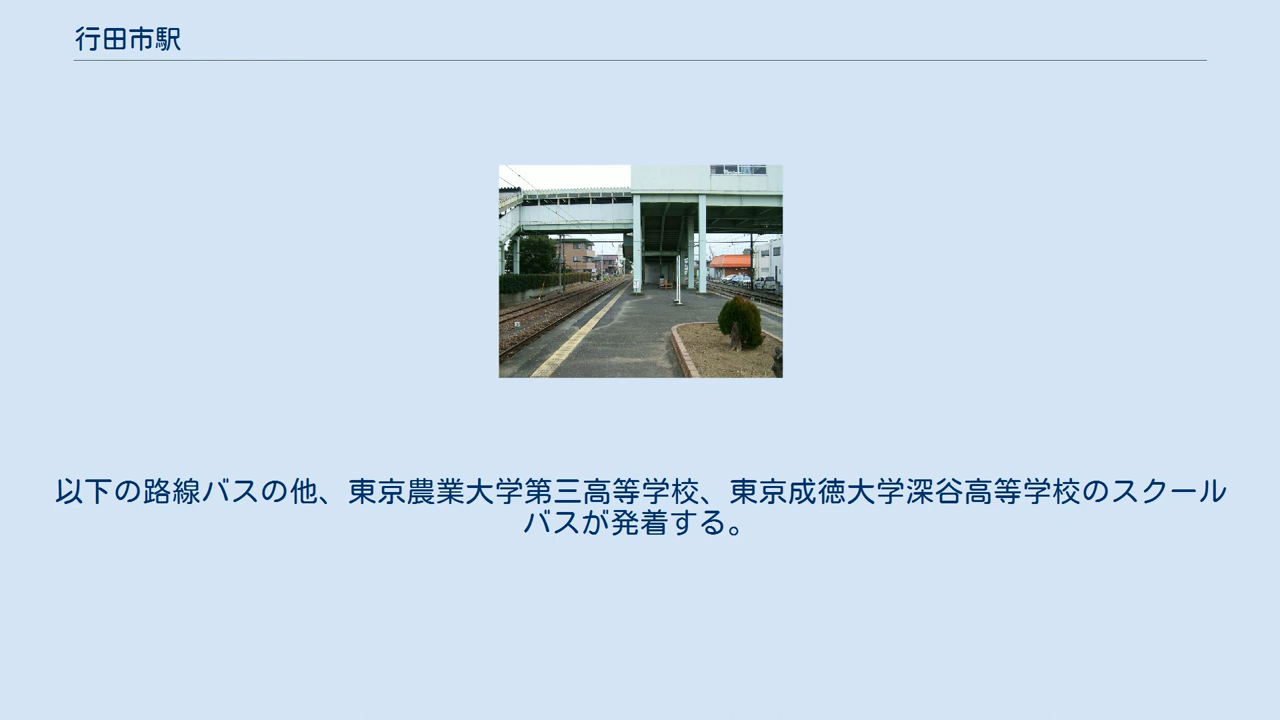 行田市駅
以下の路線バスの他、東京農業大学第三高等学校、東京成徳大学深谷高等学校のスクール
バスが発着する。